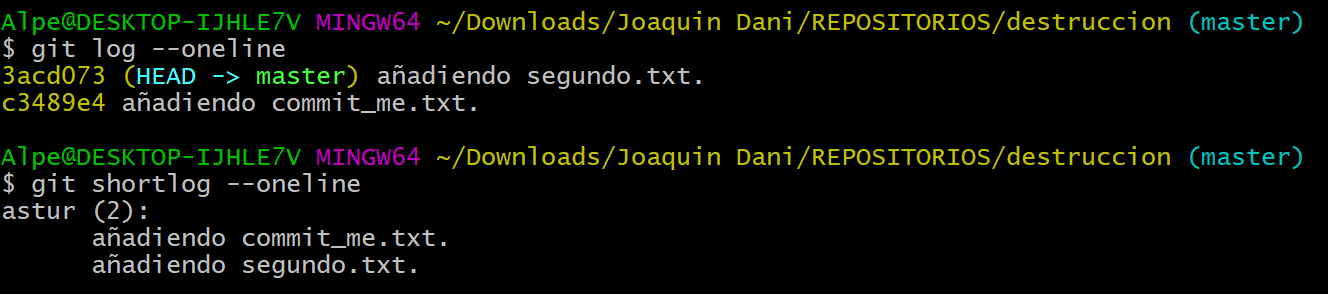 Alpe@DESKTOP-IJHLE7V MINGW64 ~/Downloads/Joaquin Dani/REPOSITORIOS/destruccion (master)
$ git log --oneline
3acd073 (HEAD -> master) añadiendo segundo.txt.
c3489e4 añadiendo commit_me.txt.
Alpe@DESKTOP-IJHLE7V MINGW64 ~/Downloads/Joaquin Dani/REPOSITORIOS/destruccion (master)
$ git shortlog --oneline
astur (2):
añadiendo commit_me.txt.
añadiendo segundo.txt.